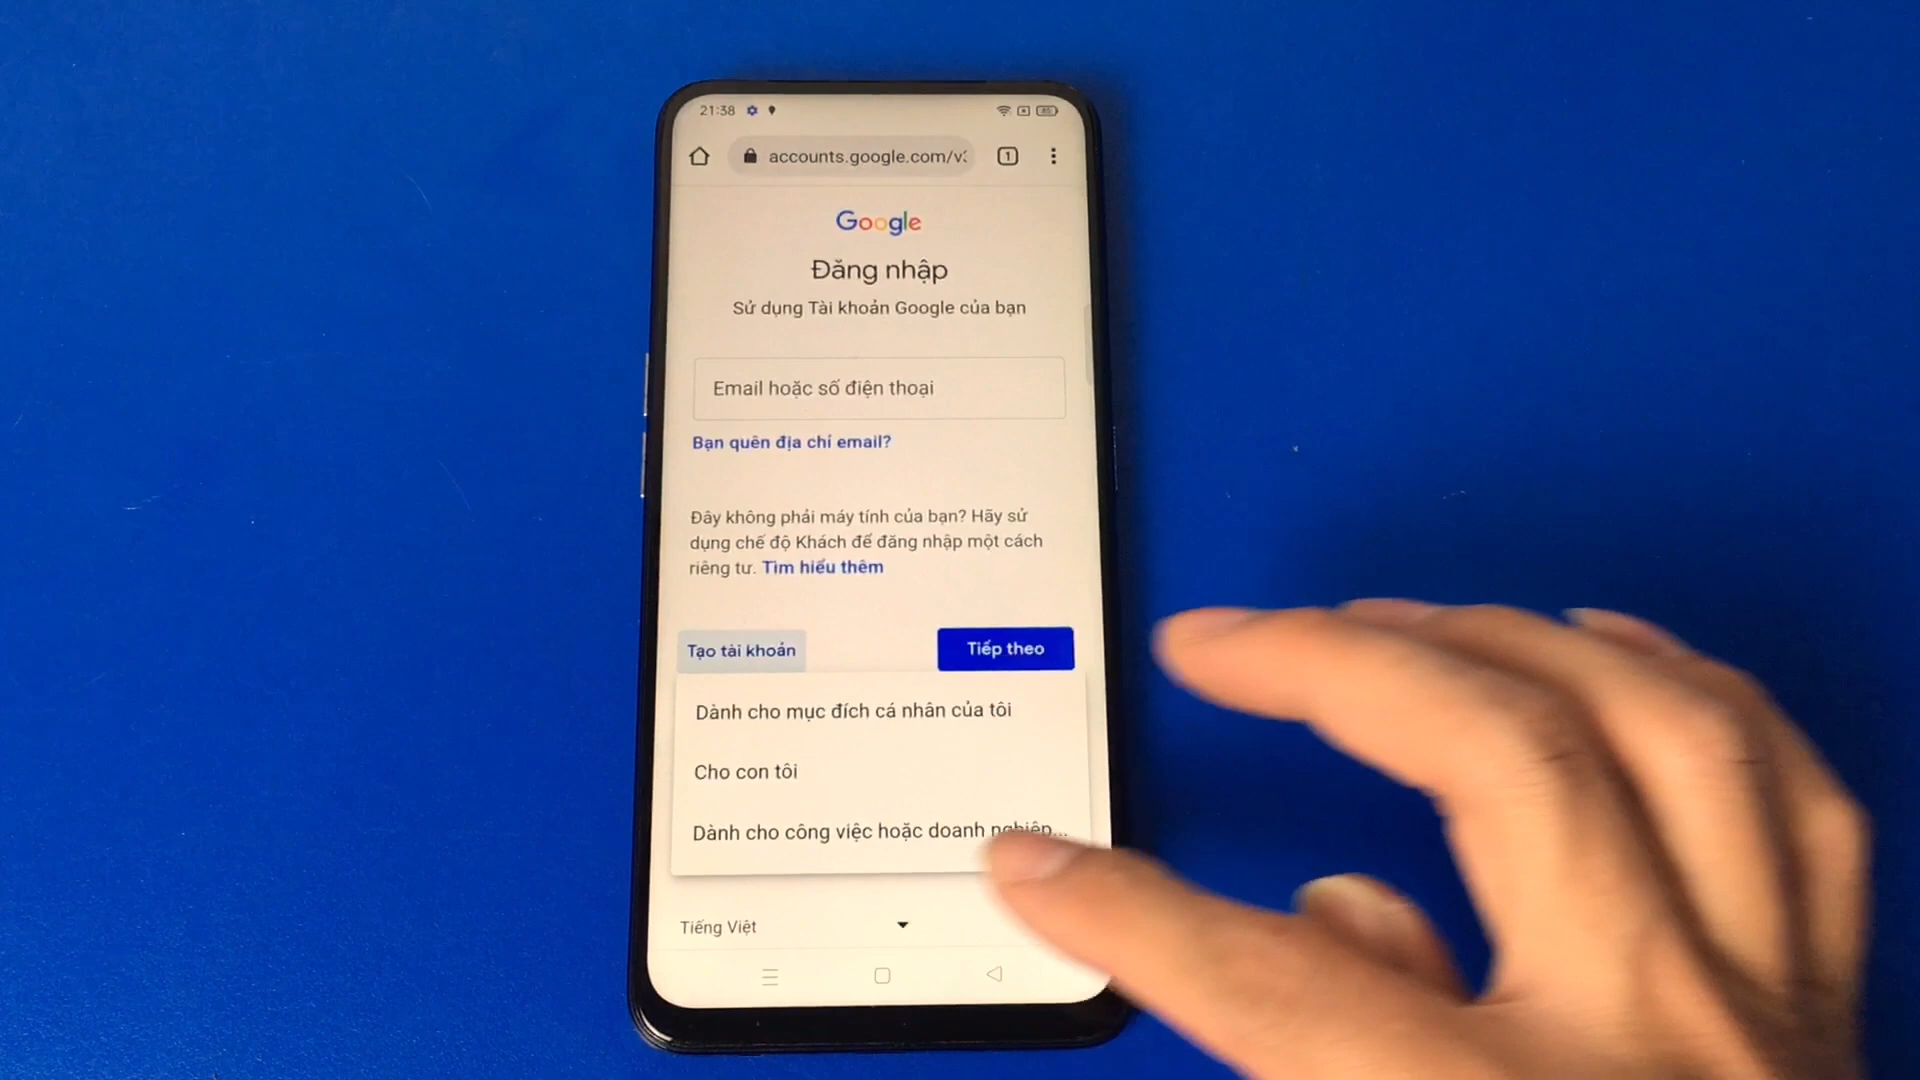 21:38
accounts.google.com/v3
1
Google
Đăng nhập
Sử dụng Tài khoản Google của bạn
Email hoặc số điện thoại
Bạn quên địa chỉ email?
Đây không phải máy tính của bạn? Hãy sử
dụng chế độ Khách để đăng nhập một cách
riêng tư. Tìm hiểu thêm
Tạo tài khoản
Tiếp theo
Dành cho mục đích cá nhân của tôi
Cho con tôi
Dành cho công việc hoặc doanh nghiệp...
Tiếng Việt